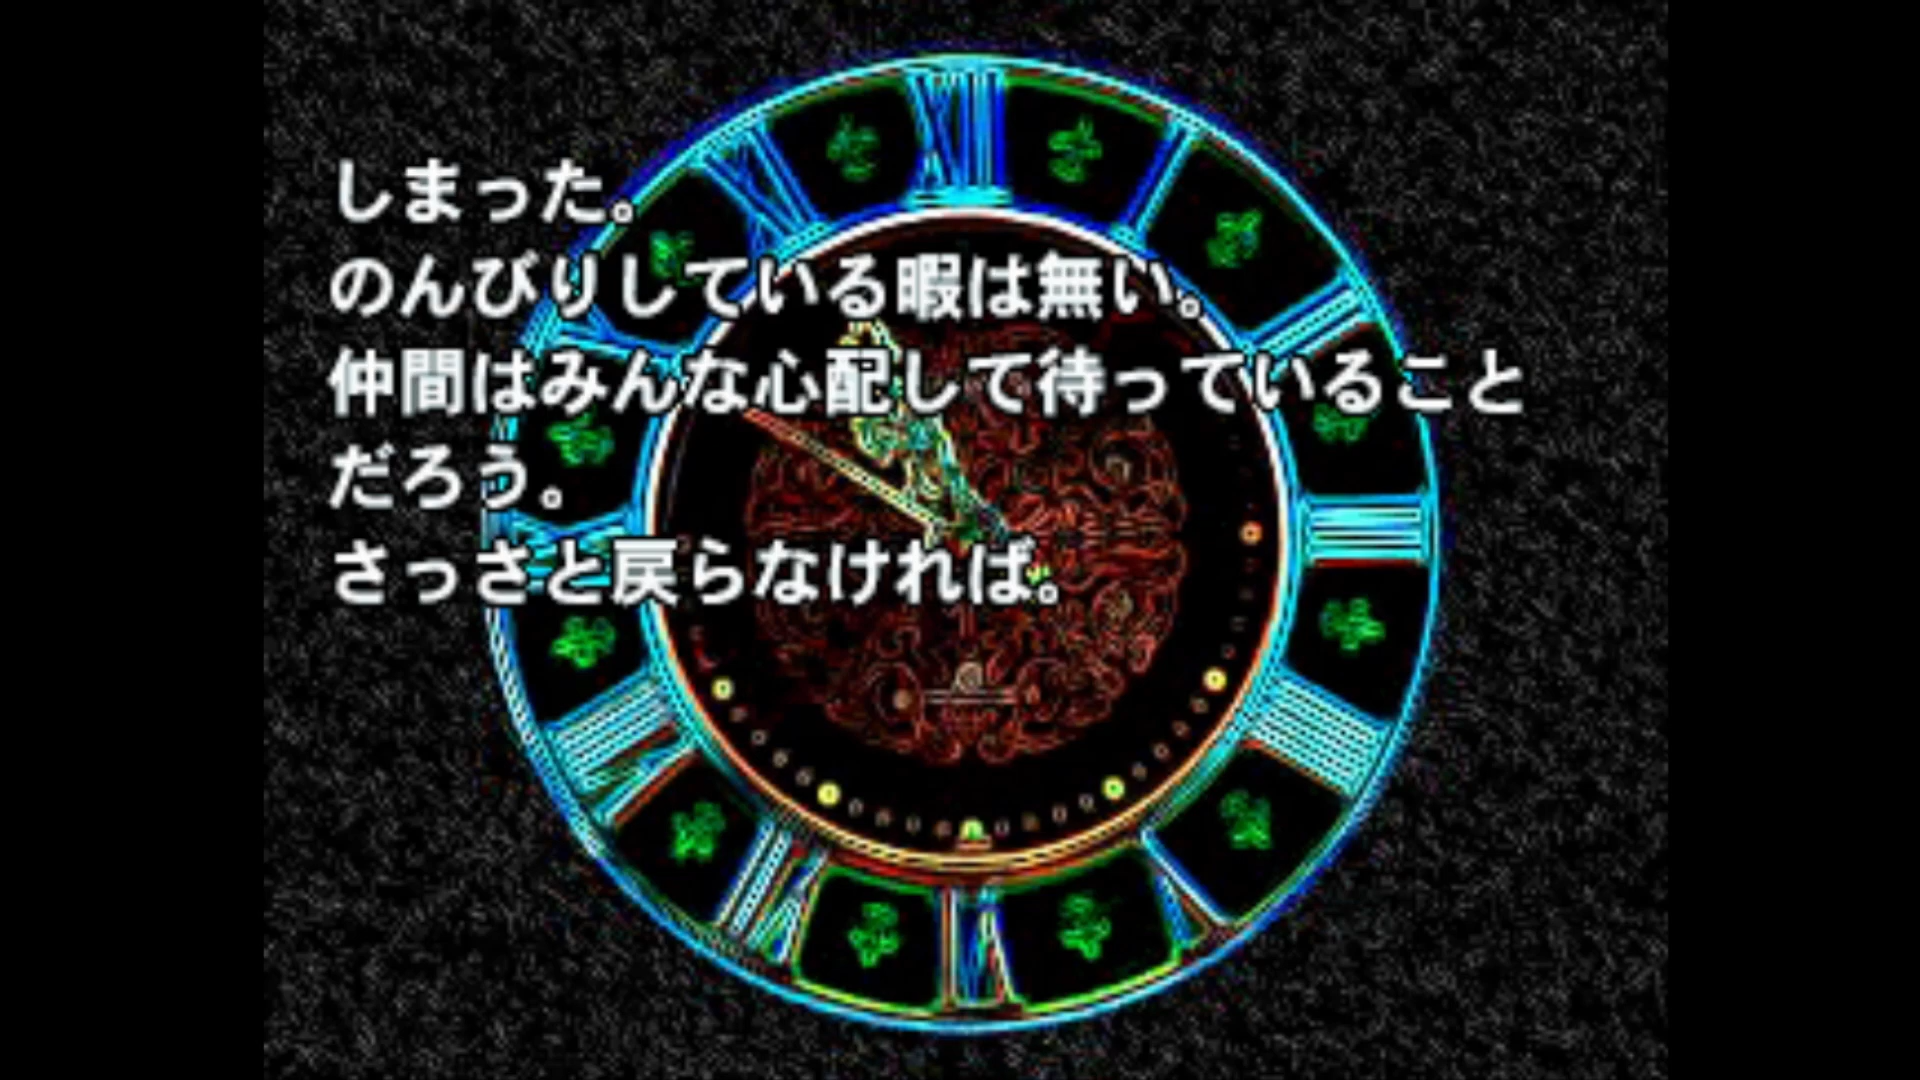 しまった。
のんびりしている暇は無い。
仲間はみんな心配して待っていること
だろう。
さっさと戻らなければ。